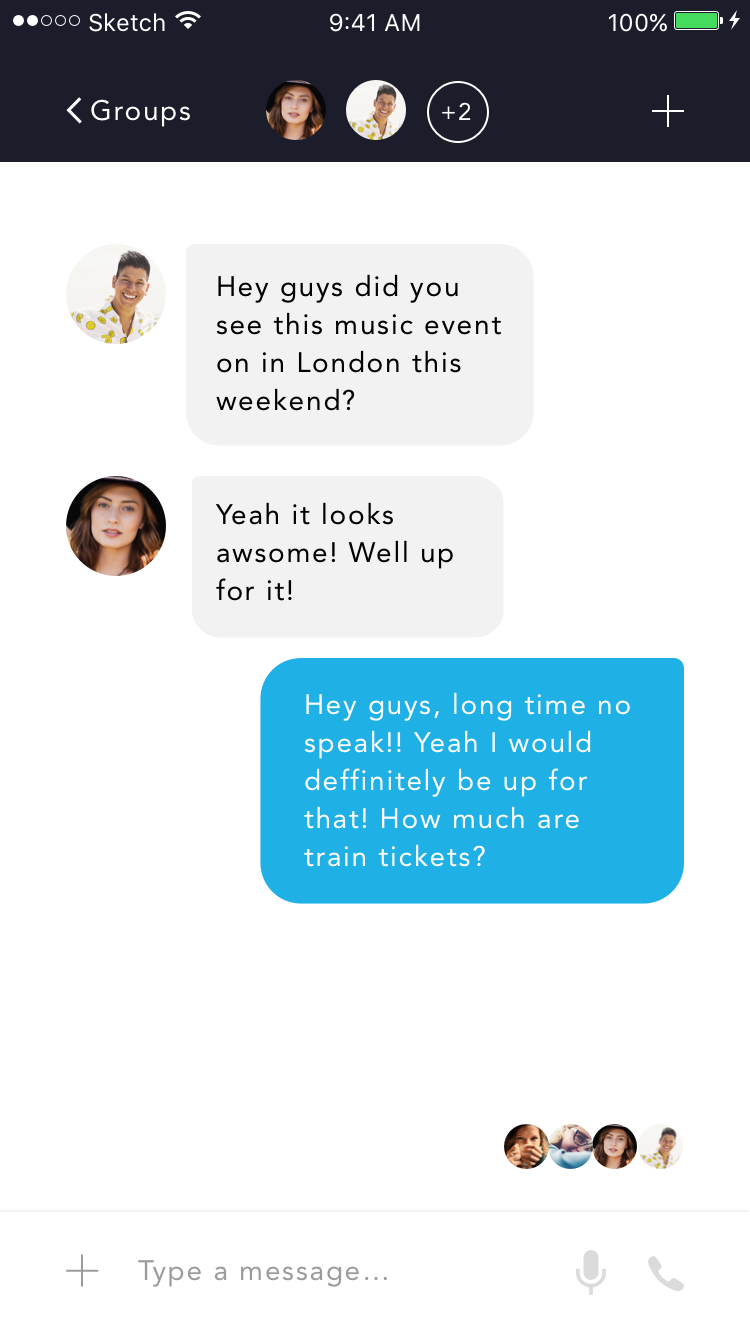 Sketch 9:41 AM 100%
Groups +2
Hey guys did you
see this music event
on in London this
weekend?
Yeah it looks
awsome! Well up
for it!
Hey guys, long time no
speak!! Yeah I would
deffinitely be up for
that! How much are
train tickets?
Type a message...